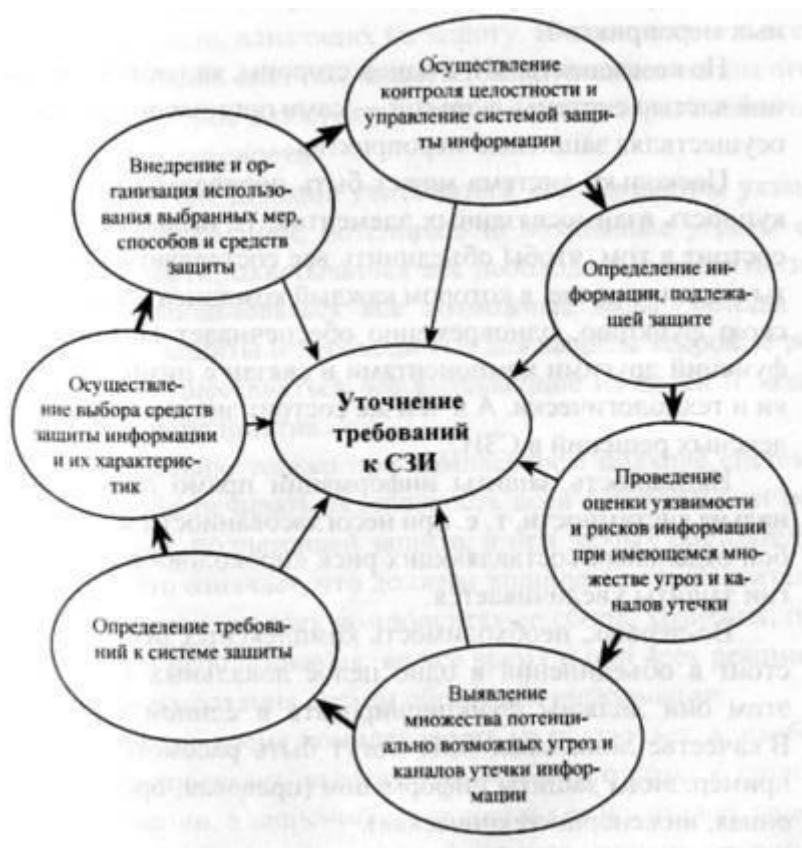 Осуществление
контроля целостности и
управление системой защи-
ты информации
Внедрение и ор-
ганизация использо-
вания выбранных мер,
способов и средств
защиты
Определение ин-
формации, подлежа-
щей защите
Осуществле-
ние выбора средств
защиты информации
и их характерис-
тик
Уточнение
требований
к СЗИ
Проведение
оценки уязвимости
и рисков информации
при имеющемся мно-
жестве угроз и ка-
налов утечки
Определение требова-
ний к системе защиты
Выявление
множества потенци-
ально возможных угроз и
каналов утечки инфор-
мации